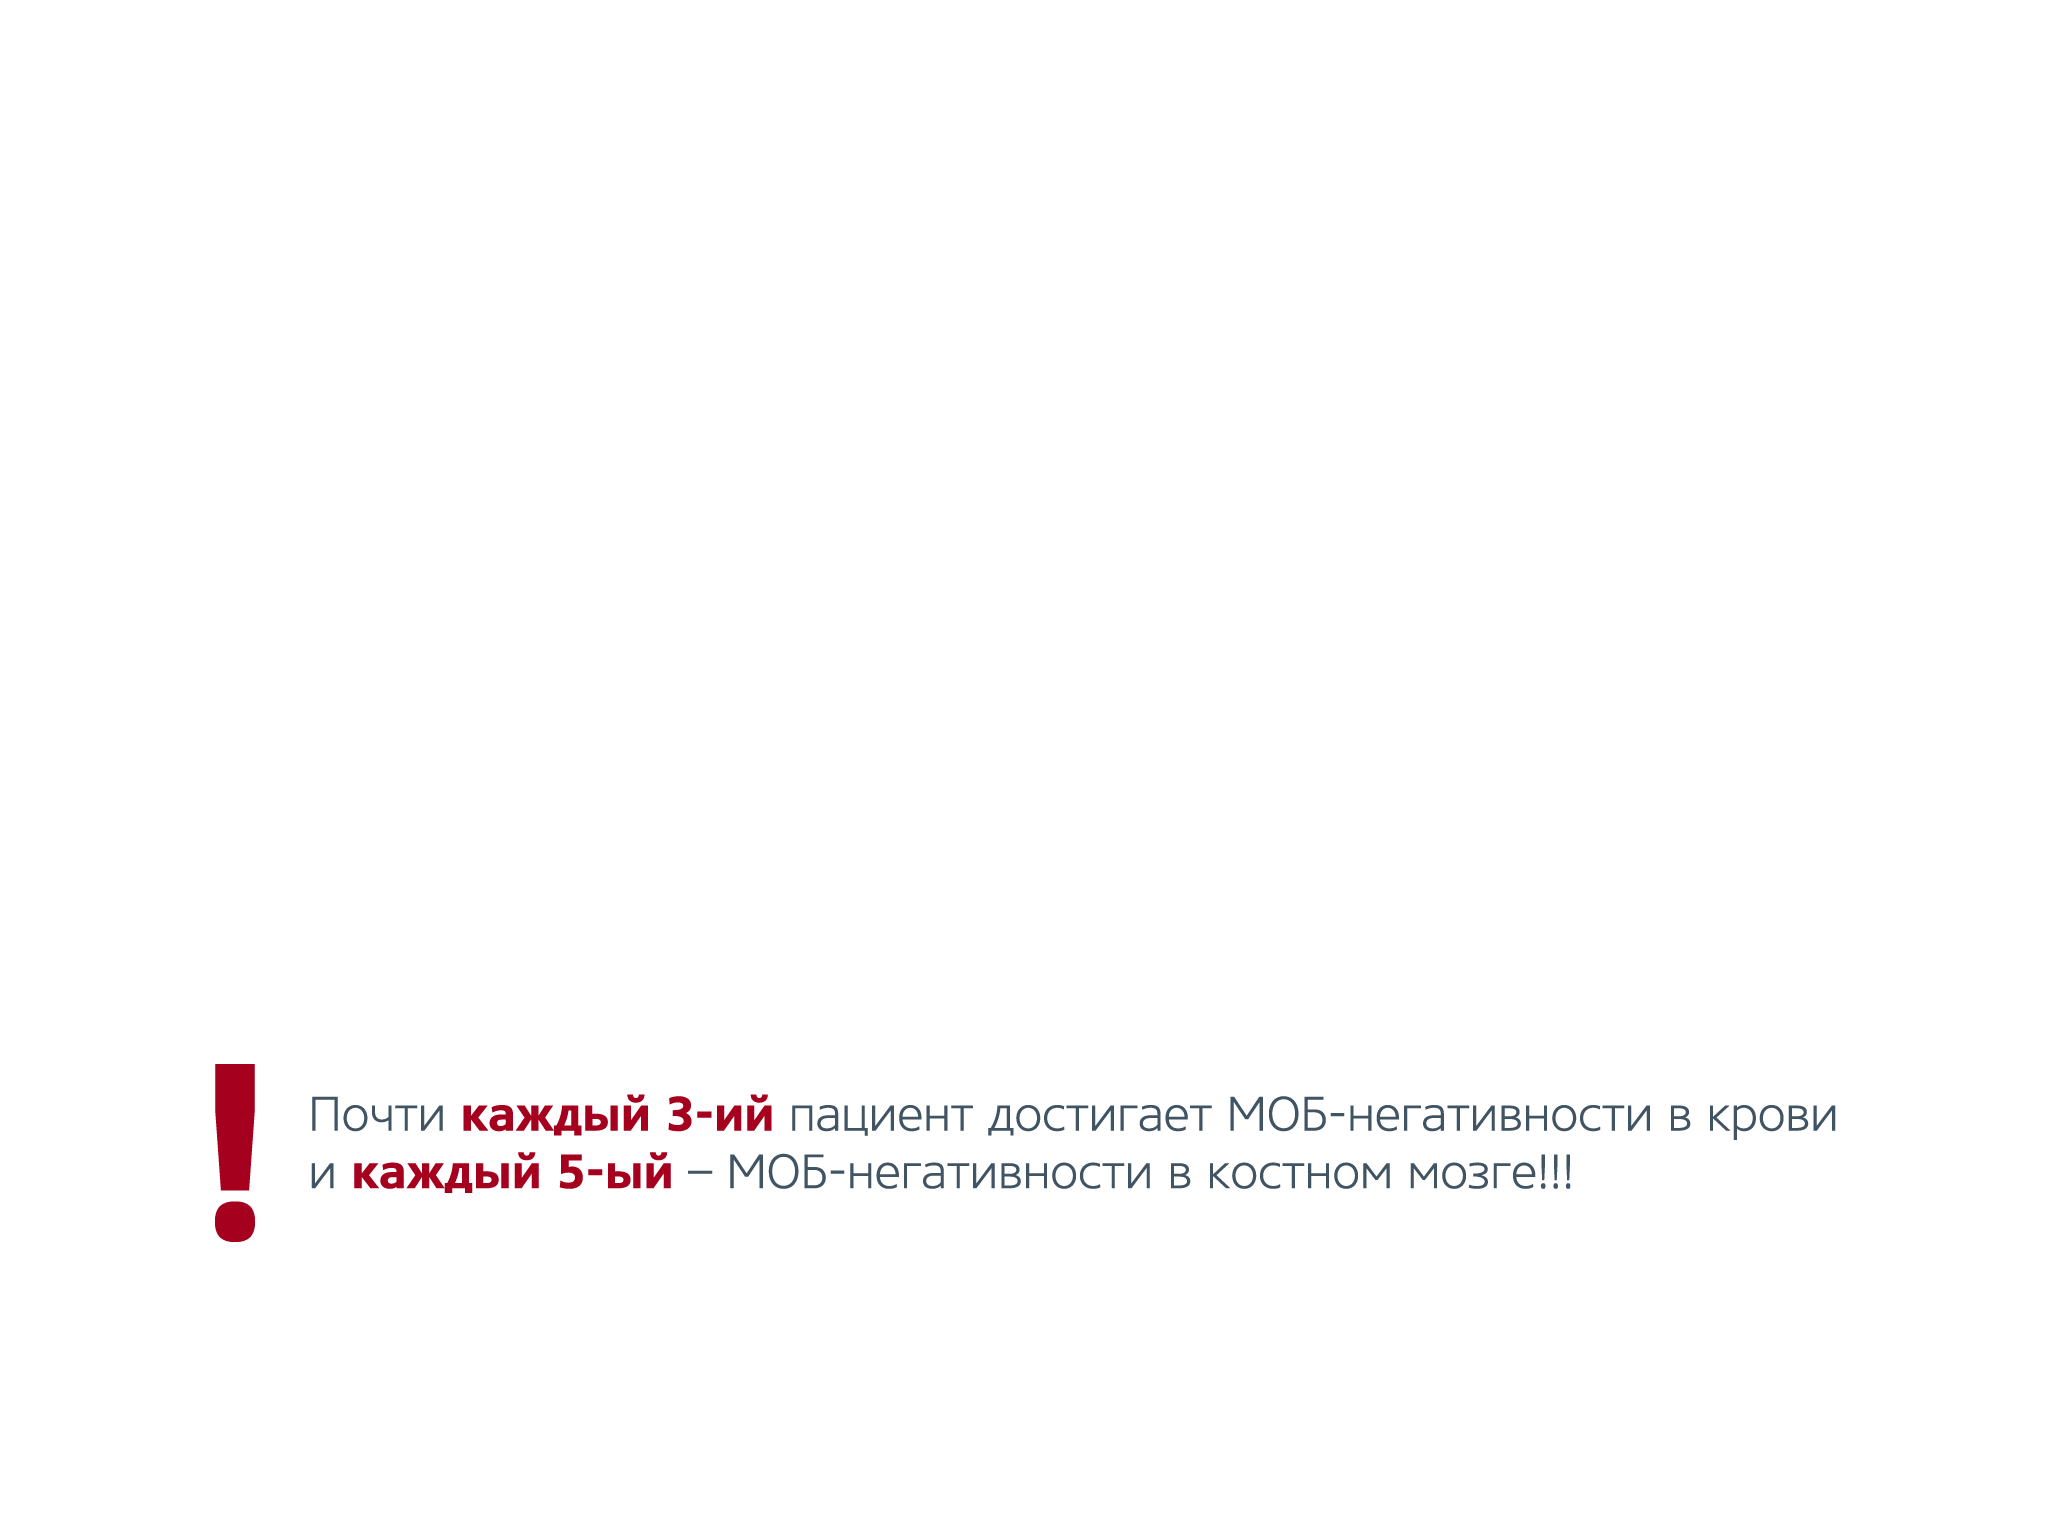 ! Почти каждый 3-ий пациент достигает МОБ-негативности в крови
и каждый 5-ый – МОБ-негативности в костном мозге!!!